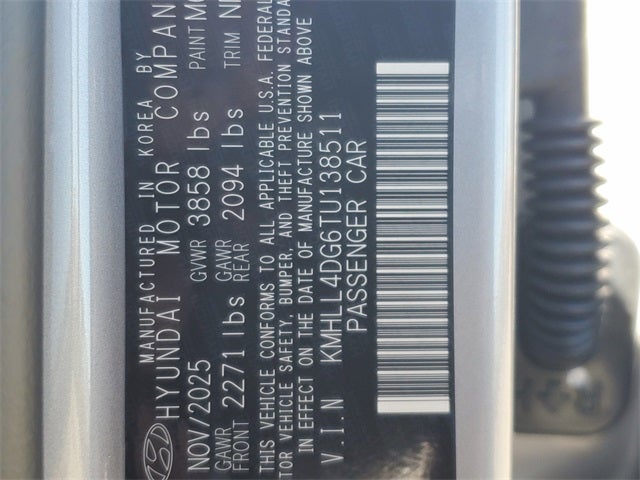 MANUFACTURED IN KOREA BY
HYUNDAI MOTOR COMPAN
NOV/2025 GVWR 3858 lbs PAINT
GAWR FRONT 2271 lbs GAWR REAR 2094 lbs TRIM
THIS VEHICLE CONFORMS TO ALL APPLICABLE U.S.A. FEDERAL
TOR VEHICLE SAFETY, BUMPER, AND THEFT PREVENTION STANDA
IN EFFECT ON THE DATE OF MANUFACTURE SHOWN ABOVE
V.I.N KMHLL4DG6TU138511
PASSENGER CAR